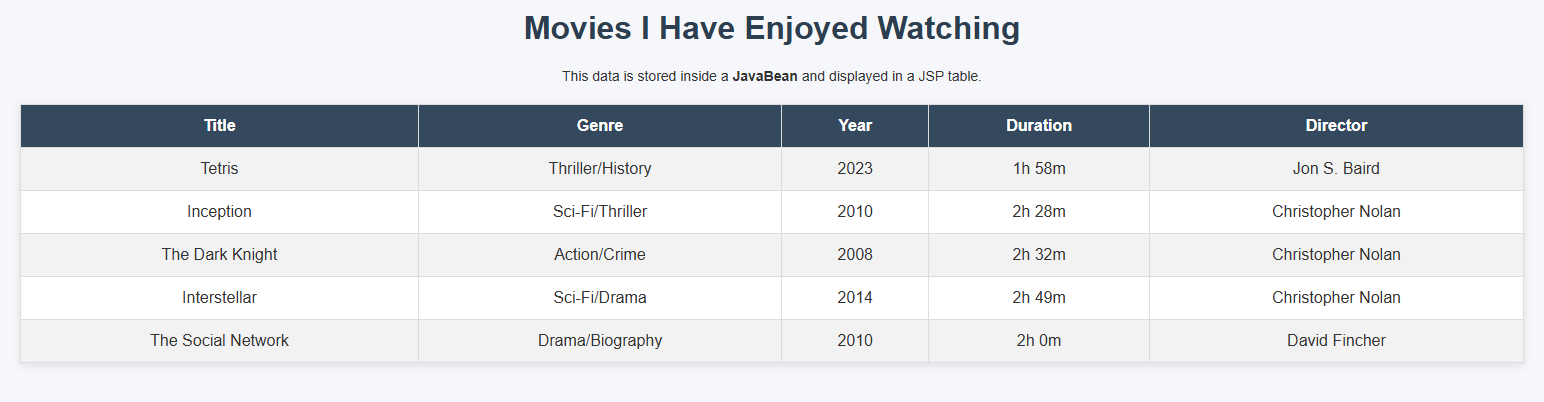 Movies I Have Enjoyed Watching
This data is stored inside a JavaBean and displayed in a JSP table.
Title Genre Year Duration Director
Tetris Thriller/History 2023 1h 58m Jon S. Baird
Inception Sci-Fi/Thriller 2010 2h 28m Christopher Nolan
The Dark Knight Action/Crime 2008 2h 32m Christopher Nolan
Interstellar Sci-Fi/Drama 2014 2h 49m Christopher Nolan
The Social Network Drama/Biography 2010 2h 0m David Fincher